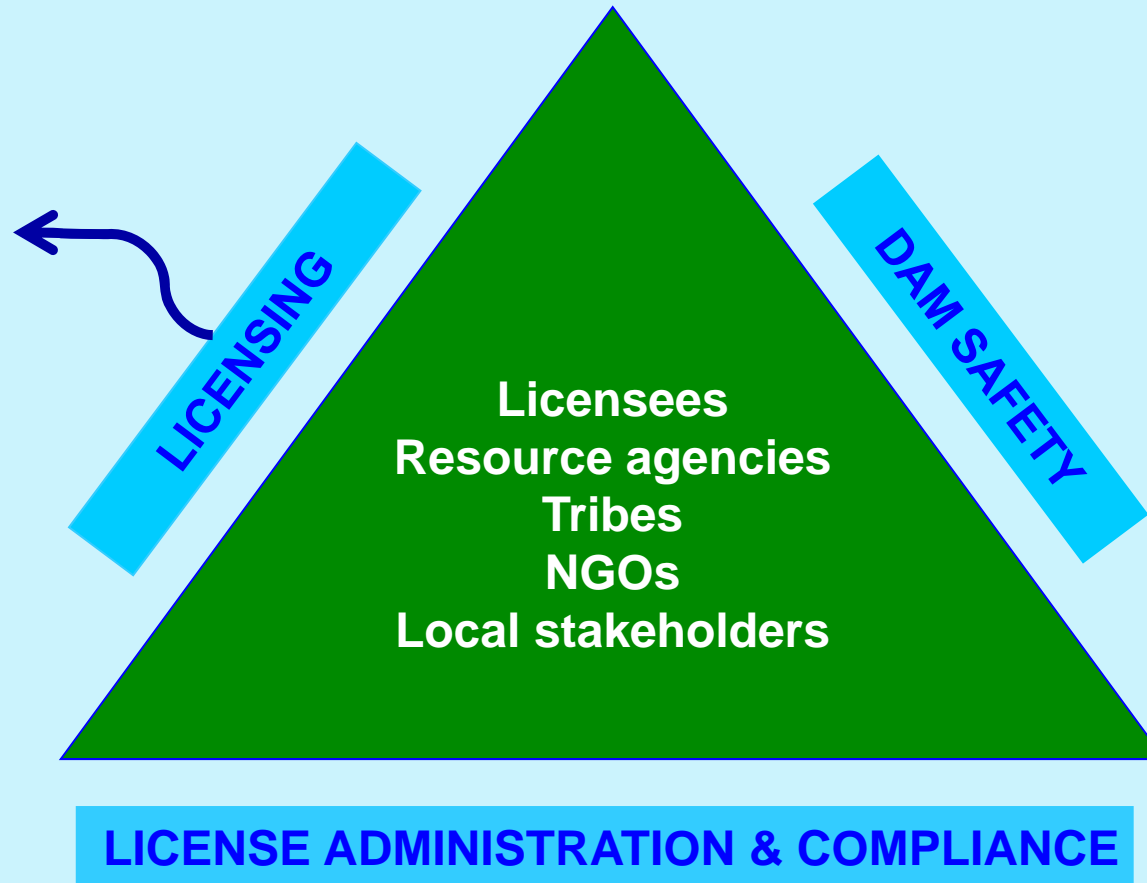 LICENSING
DAM SAFETY
Licensees
Resource agencies
Tribes
NGOs
Local stakeholders
LICENSE ADMINISTRATION & COMPLIANCE